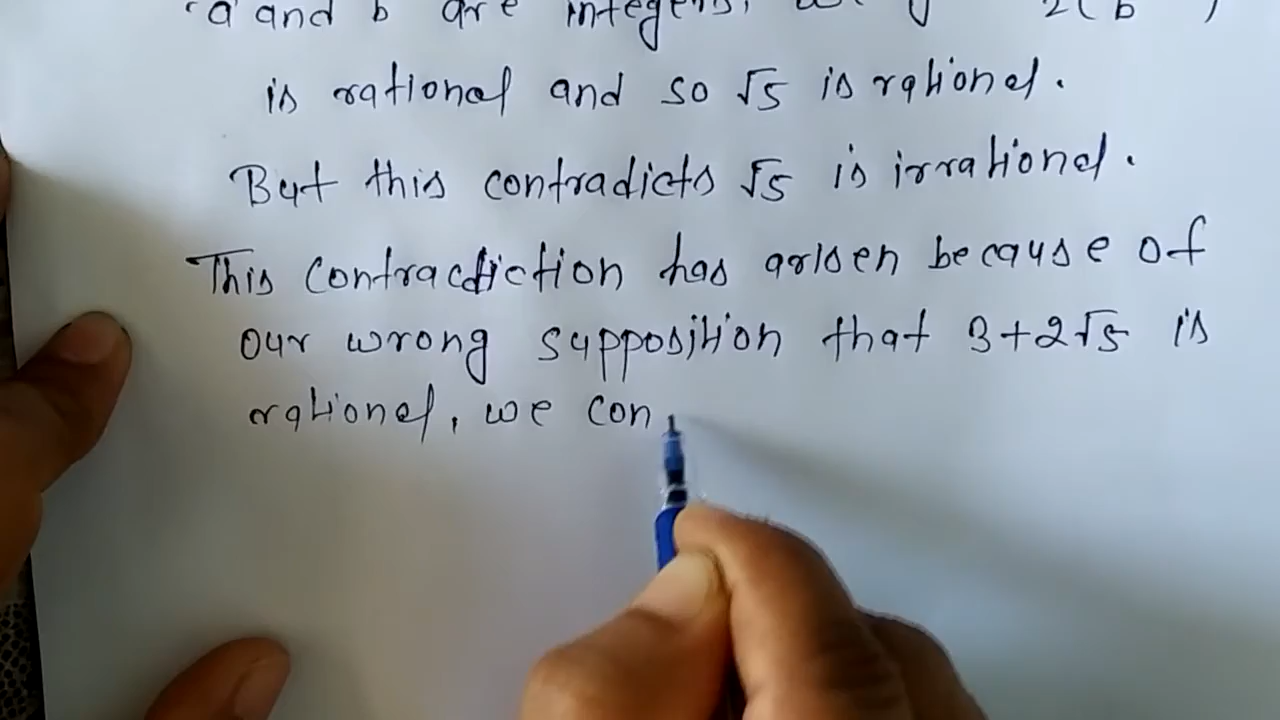 'a' and b are integers,
is rational and so √5 is rational.
But this contradicts √5 is irrational.
This contradiction has arisen because of
our wrong supposition that 3+2√5 is
rational, we con